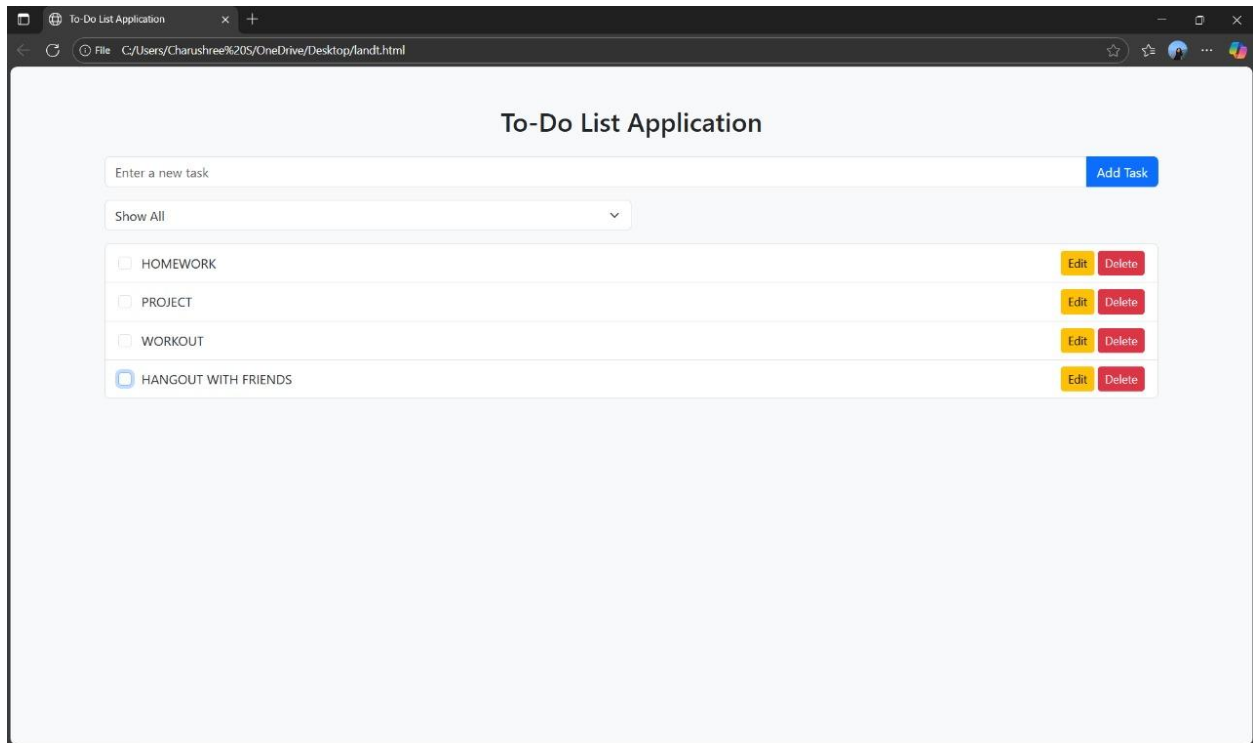 To-Do List Application
File C:/Users/Charushree%20S/OneDrive/Desktop/landt.html
To-Do List Application
Enter a new task Add Task
Show All
HOMEWORK Edit Delete
PROJECT Edit Delete
WORKOUT Edit Delete
HANGOUT WITH FRIENDS Edit Delete